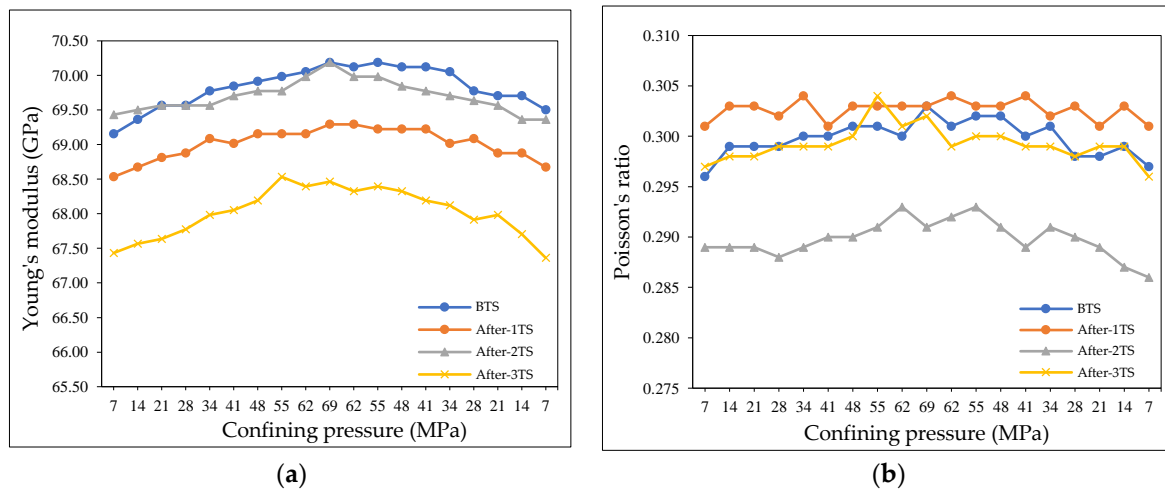 70.50
70.00
69.50
69.00
68.50
68.00
67.50
67.00
66.50
66.00
65.50
Young's modulus (GPa)
BTS
After-1TS
After-2TS
After-3TS
7 14 21 28 34 41 48 55 62 69 62 55 48 41 34 28 21 14 7
Confining pressure (MPa)
(a)
0.310
0.305
0.300
0.295
0.290
0.285
0.280
0.275
Poisson's ratio
BTS
After-1TS
After-2TS
After-3TS
7 14 21 28 34 41 48 55 62 69 62 55 48 41 34 28 21 14 7
Confining pressure (MPa)
(b)